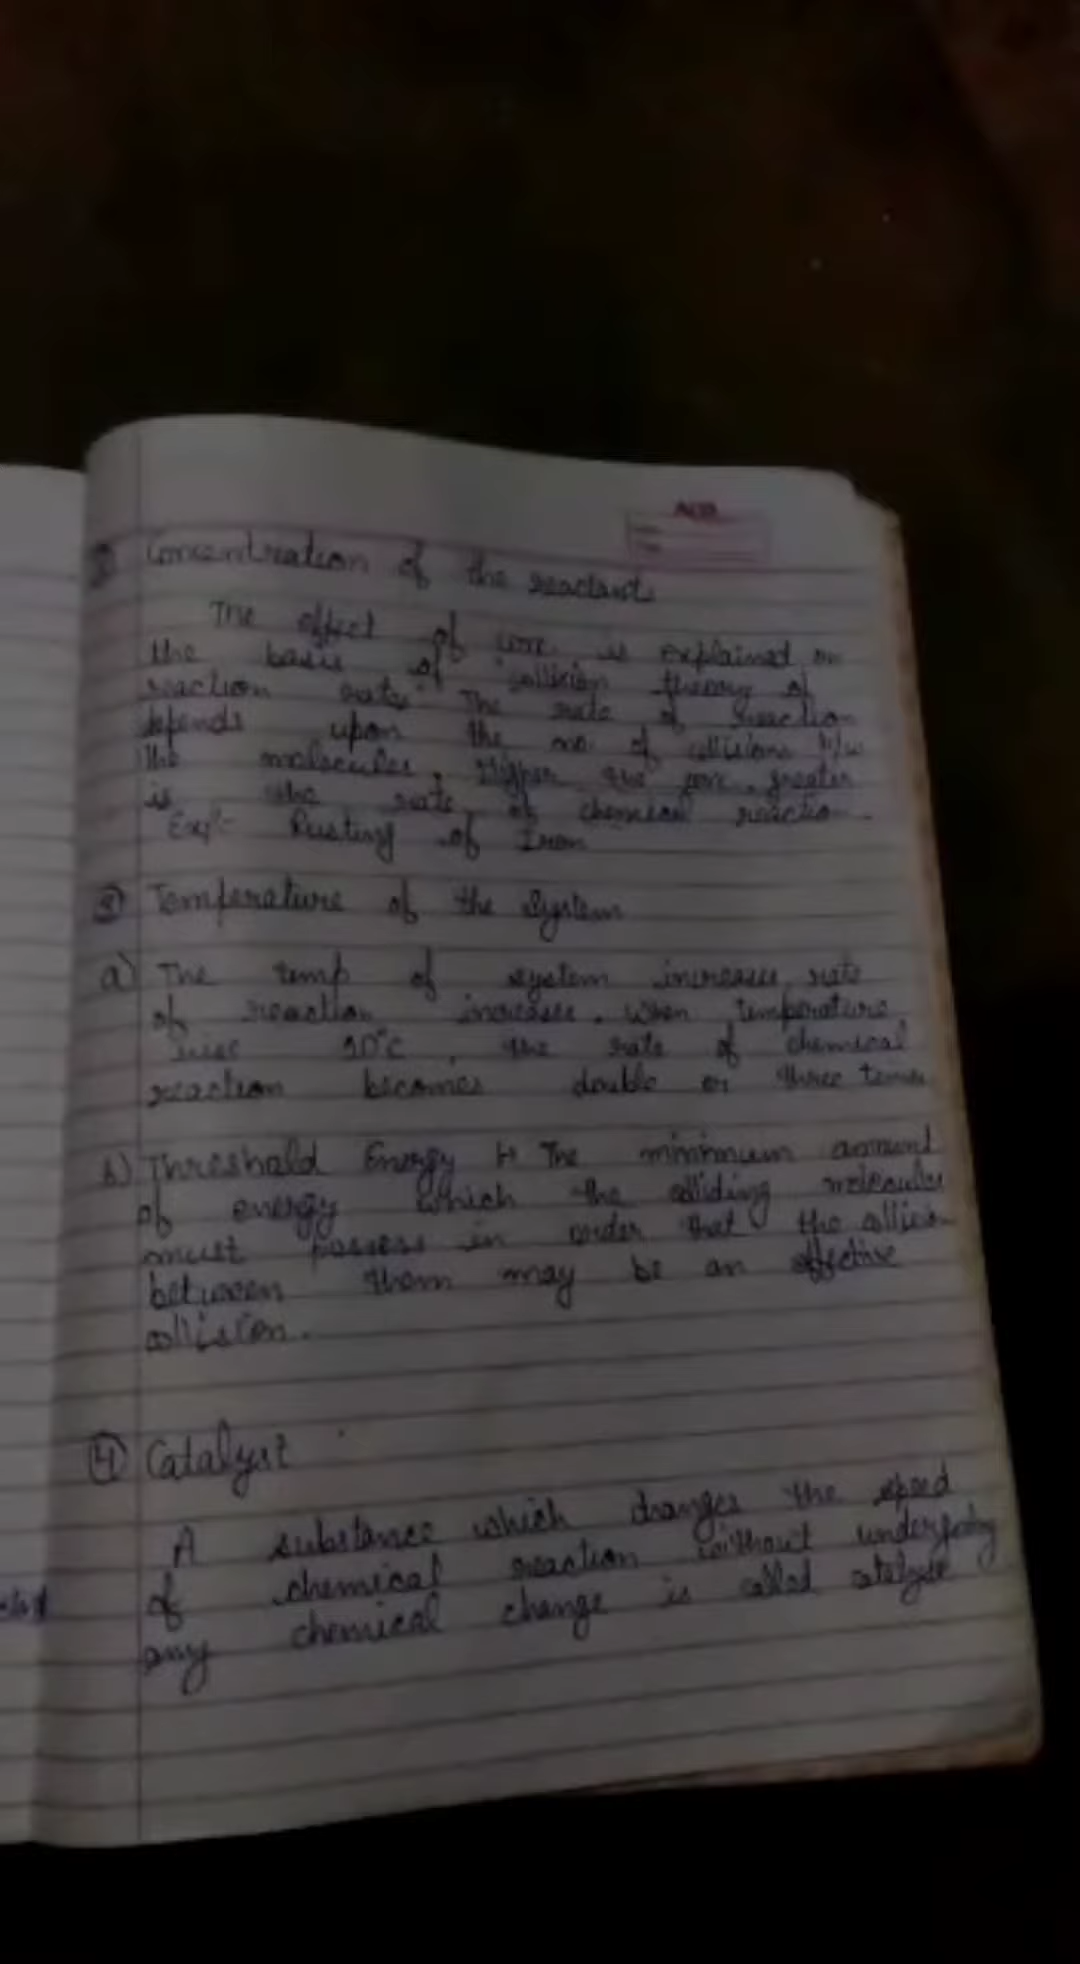 ② Concentration of the reactants
The effect of conc. is explained on
the basis of "collision theory of
reaction rate" The rate of reaction
depends upon the no. of collisions b/w
the molecules. Higher the conc. greater
is the rate of chemical reaction.
Exp:- Rusting of Iron
③ Temperature of the System
a) The temp of system increases rate
of reaction increases. When temperature
rises 10°C, the rate of chemical
reaction becomes double or three times
b) Threshold Energy :- The minimum amount
of energy which the colliding molecules
must possess in order that the collision
between them may be an effective
collision.
④ Catalyst
A substance which changes the speed
of chemical reaction without undergoing
any chemical change is called catalyst